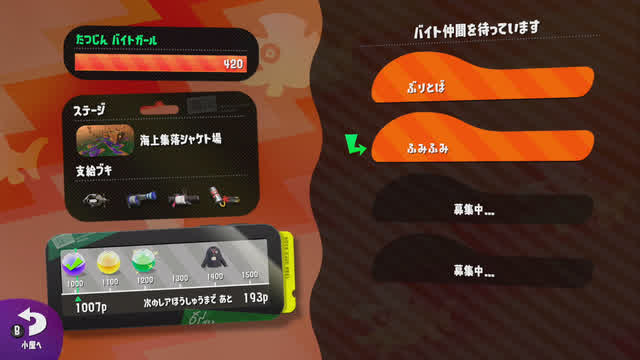 たつじん バイトガール
420
ステージ
海上集落シャケト場
支給ブキ
1000 1100 1200 1300 1400 1500
1007p 次のレアほうしゅうまで あと 193p
B
小屋へ
バイト仲間を待っています
ぶりとば
ふみふみ
募集中...
募集中...